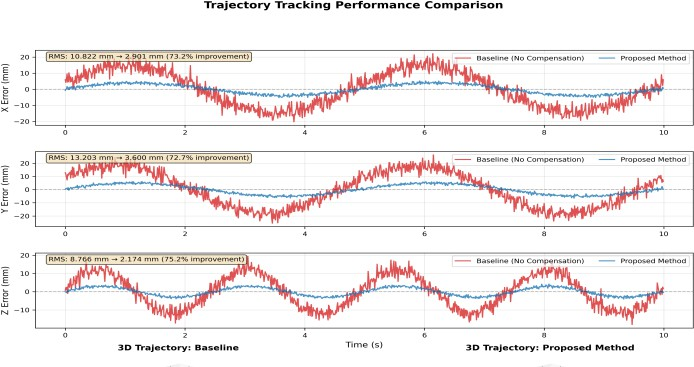 Trajectory Tracking Performance Comparison
RMS: 10.822 mm → 2.901 mm (73.2% improvement)
Baseline (No Compensation)
Proposed Method
X Error (mm)
20
10
0
−10
−20
0
2
4
6
8
10
RMS: 13.203 mm → 3.600 mm (72.7% improvement)
Baseline (No Compensation)
Proposed Method
Y Error (mm)
20
10
0
−10
−20
0
2
4
6
8
10
RMS: 8.766 mm → 2.174 mm (75.2% improvement)
Baseline (No Compensation)
Proposed Method
Z Error (mm)
10
0
−10
0
2
4
6
8
10
Time (s)
3D Trajectory: Baseline
3D Trajectory: Proposed Method